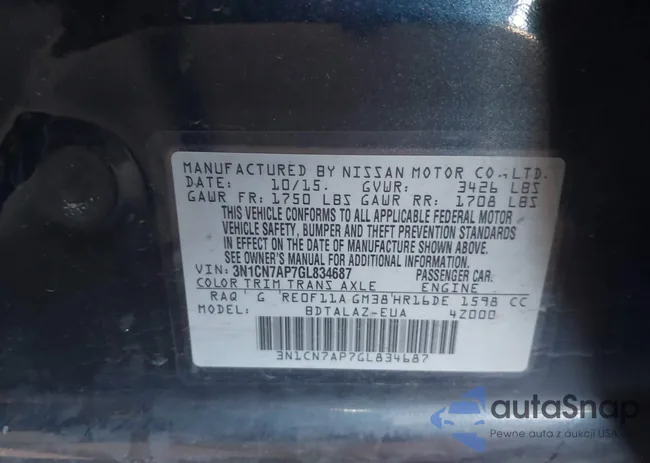 MANUFACTURED BY NISSAN MOTOR CO.,LTD.
DATE: 10/15. GVWR: 3426 LBS
GAWR FR: 1750 LBS GAWR RR: 1708 LBS
THIS VEHICLE CONFORMS TO ALL APPLICABLE FEDERAL MOTOR
VEHICLE SAFETY, BUMPER AND THEFT PREVENTION STANDARDS
IN EFFECT ON THE DATE OF MANUFACTURE SHOWN ABOVE.
SEE OWNER'S MANUAL FOR ADDITIONAL INFORMATION.
VIN: 3N1CN7AP7GL834687 PASSENGER CAR.
COLOR TRIM TRANS AXLE ENGINE
RAQ G RE0F11A GM38 HR16DE 1598 CC
MODEL: BDTALAZ-EUA 4Z000
3N1CN7AP7GL834687
autaSnap
Pewne auta z aukcji USA